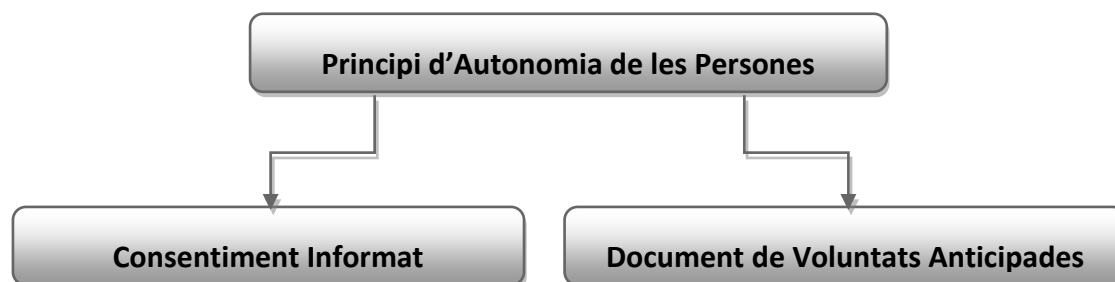 Principi d’Autonomia de les Persones
Consentiment Informat
Document de Voluntats Anticipades